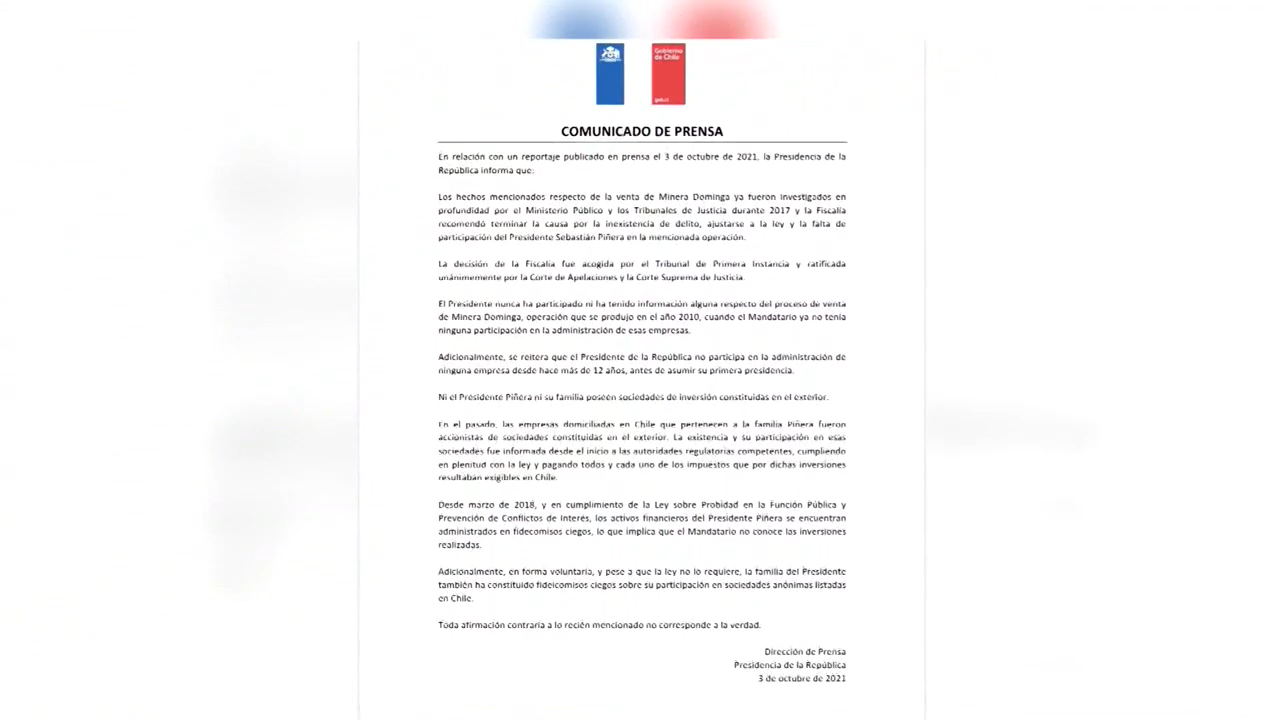 Gobierno
de Chile
gob.cl
COMUNICADO DE PRENSA
En relación con un reportaje publicado en prensa el 3 de octubre de 2021, la Presidencia de la
República informa que:
Los hechos mencionados respecto de la venta de Minera Dominga ya fueron investigados en
profundidad por el Ministerio Público y los Tribunales de Justicia durante 2017 y la Fiscalía
recomendó terminar la causa por la inexistencia de delito, ajustarse a la ley y la falta de
participación del Presidente Sebastián Piñera en la mencionada operación.
La decisión de la Fiscalía fue acogida por el Tribunal de Primera Instancia y ratificada
unánimemente por la Corte de Apelaciones y la Corte Suprema de Justicia.
El Presidente nunca ha participado ni ha tenido información alguna respecto del proceso de venta
de Minera Dominga, operación que se produjo en el año 2010, cuando el Mandatario ya no tenía
ninguna participación en la administración de esas empresas.
Adicionalmente, se reitera que el Presidente de la República no participa en la administración de
ninguna empresa desde hace más de 12 años, antes de asumir su primera presidencia.
Ni el Presidente Piñera ni su familia poseen sociedades de inversión constituidas en el exterior.
En el pasado, las empresas domiciliadas en Chile que pertenecen a la familia Piñera fueron
accionistas de sociedades constituidas en el exterior. La existencia y su participación en esas
sociedades fue informada desde el inicio a las autoridades regulatorias competentes, cumpliendo
en plenitud con la ley y pagando todos y cada uno de los impuestos que por dichas inversiones
resultaban exigibles en Chile.
Desde marzo de 2018, y en cumplimiento de la Ley sobre Probidad en la Función Pública y
Prevención de Conflictos de Interés, los activos financieros del Presidente Piñera se encuentran
administrados en fidecomisos ciegos, lo que implica que el Mandatario no conoce las inversiones
realizadas.
Adicionalmente, en forma voluntaria, y pese a que la ley no lo requiere, la familia del Presidente
también ha constituido fideicomisos ciegos sobre su participación en sociedades anónimas listadas
en Chile.
Toda afirmación contraria a lo recién mencionado no corresponde a la verdad.
Dirección de Prensa
Presidencia de la República
3 de octubre de 2021